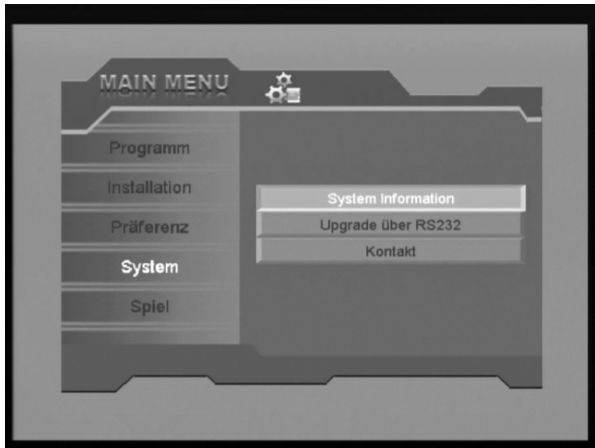 MAIN MENU
Programm
Installation
Präferenz
System
Spiel
System Information
Upgrade über RS232
Kontakt